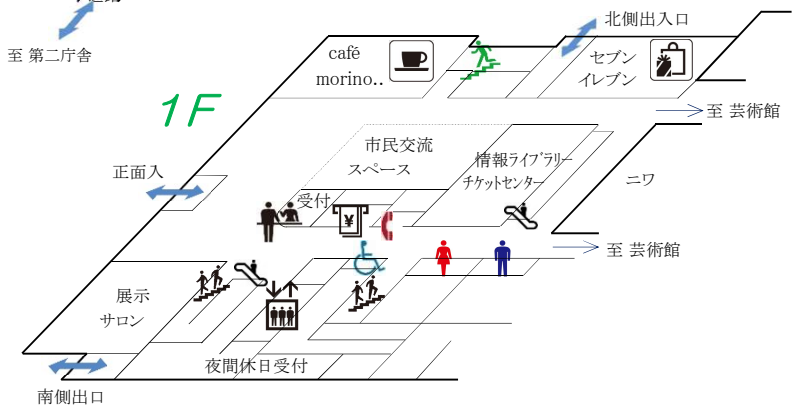 至 第二庁舎
北側出入口
café
morino..
セブン
イレブン
1F
至 芸術館
市民交流
スペース
情報ライブラリー
チケットセンター
正面入
ニワ
受付
¥
至 芸術館
展示
サロン
夜間休日受付
南側出口